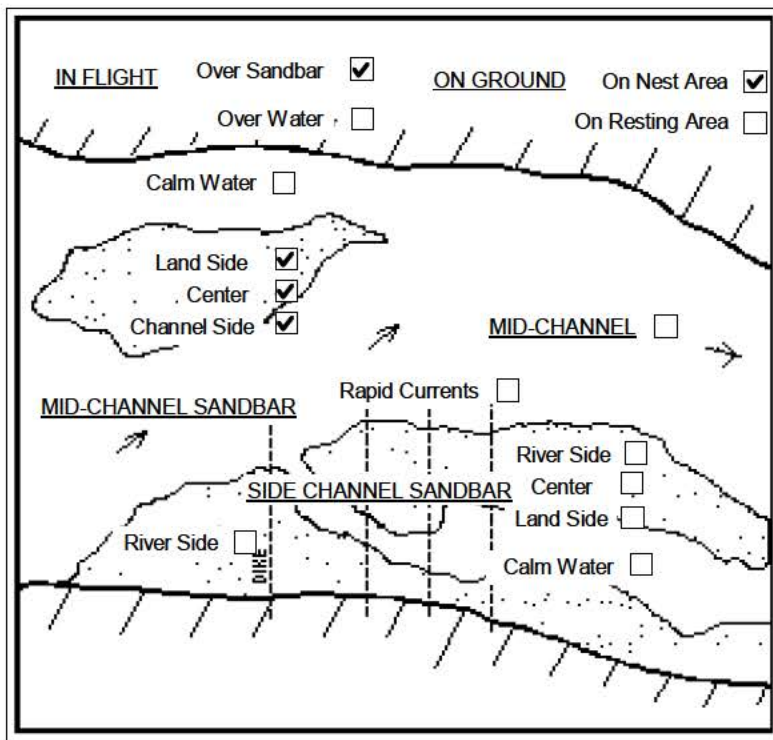 IN FLIGHT
Over Sandbar
ON GROUND
On Nest Area
Over Water
On Resting Area
Calm Water
Land Side
Center
Channel Side
MID-CHANNEL
Rapid Currents
MID-CHANNEL SANDBAR
River Side
SIDE CHANNEL SANDBAR
Center
Land Side
River Side
DIKE
Calm Water